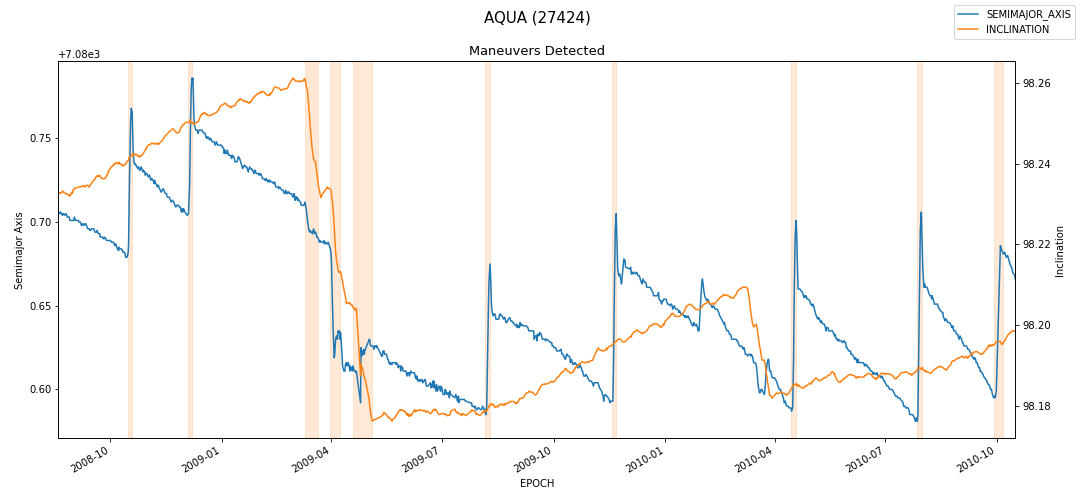 AQUA (27424)
SEMIMAJOR_AXIS
INCLINATION
Maneuvers Detected
+7.08e3
0.75
0.70
0.65
0.60
Semimajor Axis
98.26
98.24
98.22
98.20
98.18
Inclination
2008-10
2009-01
2009-04
2009-07
2009-10
2010-01
2010-04
2010-07
2010-10
EPOCH